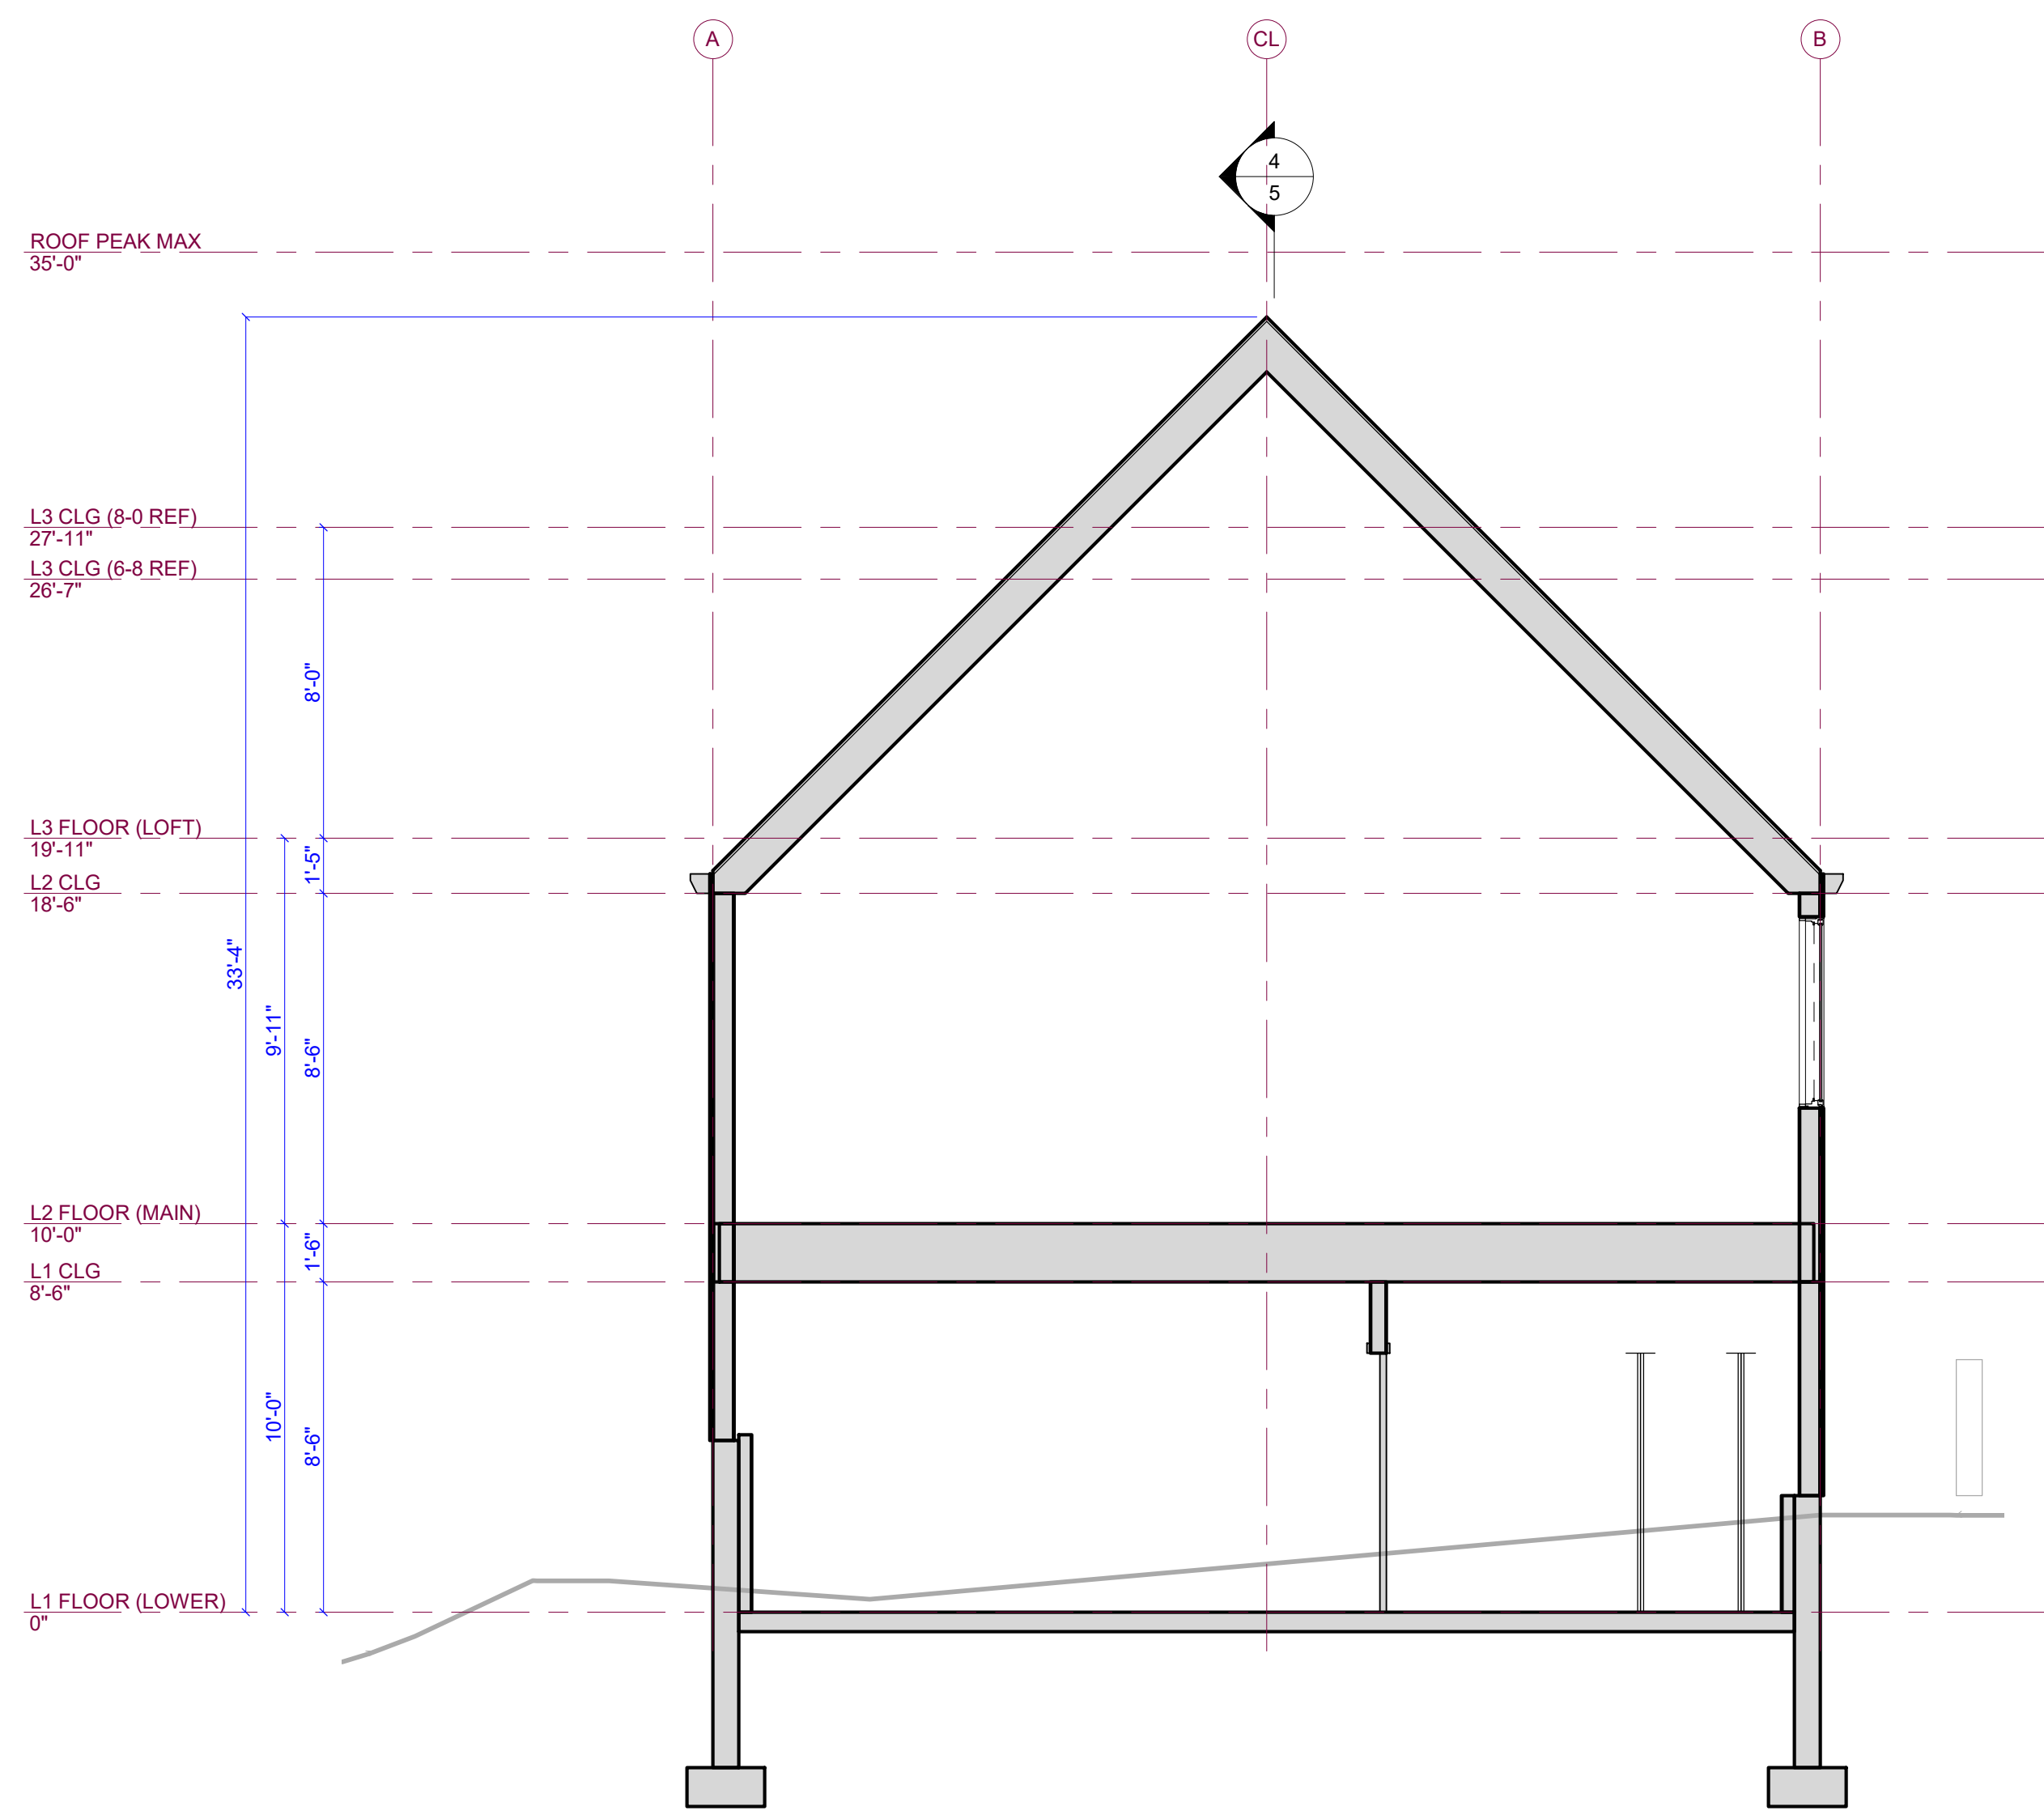 A
CL
B
4
5
ROOF PEAK MAX
35'-0"
L3 CLG (8-0 REF)
27'-11"
L3 CLG (6-8 REF)
26'-7"
8'-0"
L3 FLOOR (LOFT)
19'-11"
1'-5"
L2 CLG
18'-6"
33'-4"
9'-11"
8'-6"
L2 FLOOR (MAIN)
10'-0"
1'-6"
L1 CLG
8'-6"
10'-0"
8'-6"
L1 FLOOR (LOWER)
0"